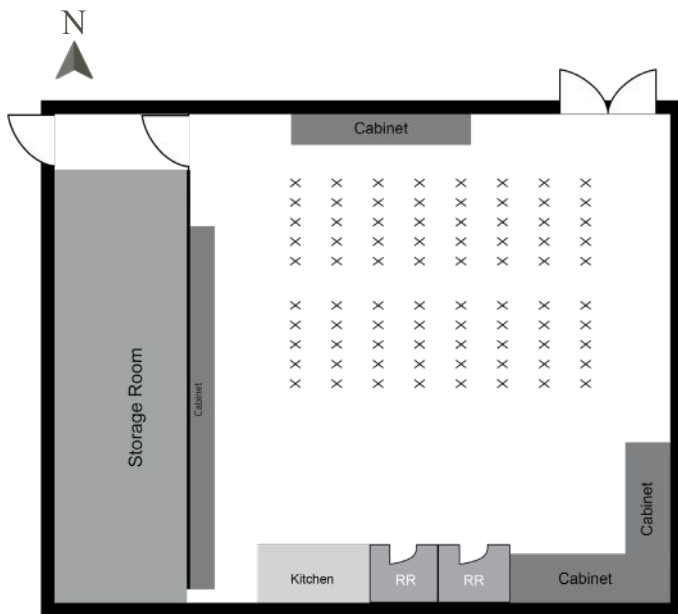 N
Cabinet
Storage Room
Cabinet
Cabinet
Kitchen
RR
RR
Cabinet